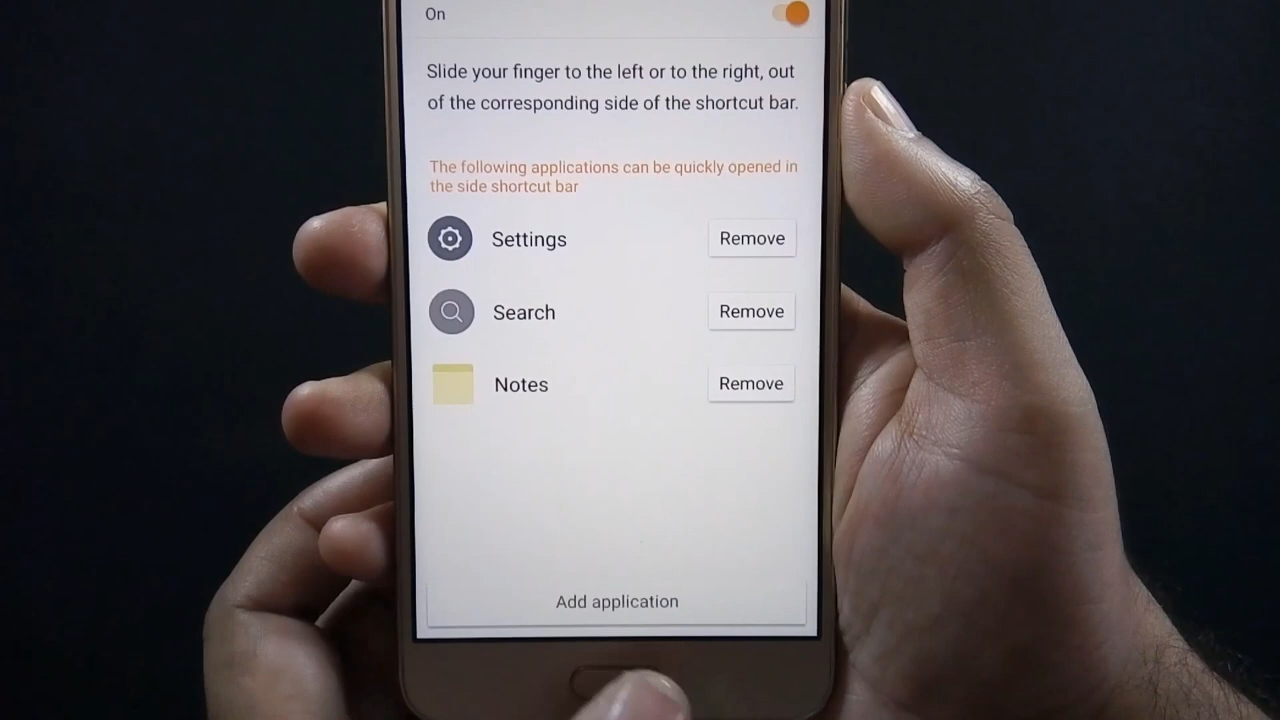 On
Slide your finger to the left or to the right, out
of the corresponding side of the shortcut bar.
The following applications can be quickly opened in
the side shortcut bar
Settings Remove
Search Remove
Notes Remove
Add application